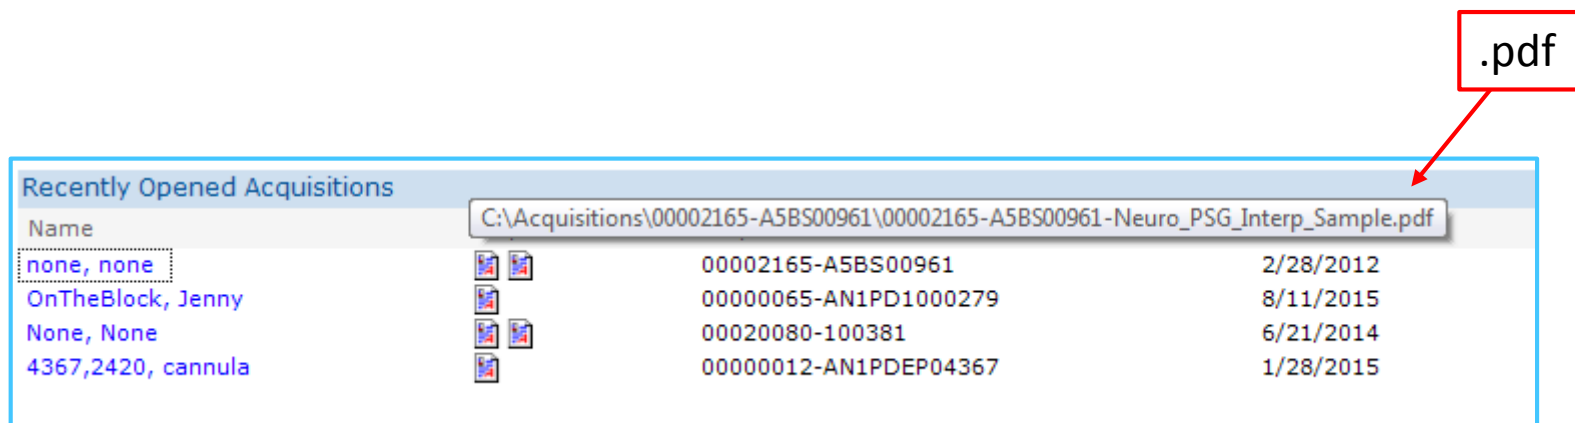 .pdf
Recently Opened Acquisitions
Name
C:\Acquisitions\00002165-A5BS00961\00002165-A5BS00961-Neuro_PSG_Interp_Sample.pdf
none, none 00002165-A5BS00961 2/28/2012
OnTheBlock, Jenny 00000065-AN1PD1000279 8/11/2015
None, None 00020080-100381 6/21/2014
4367,2420, cannula 00000012-AN1PDEP04367 1/28/2015